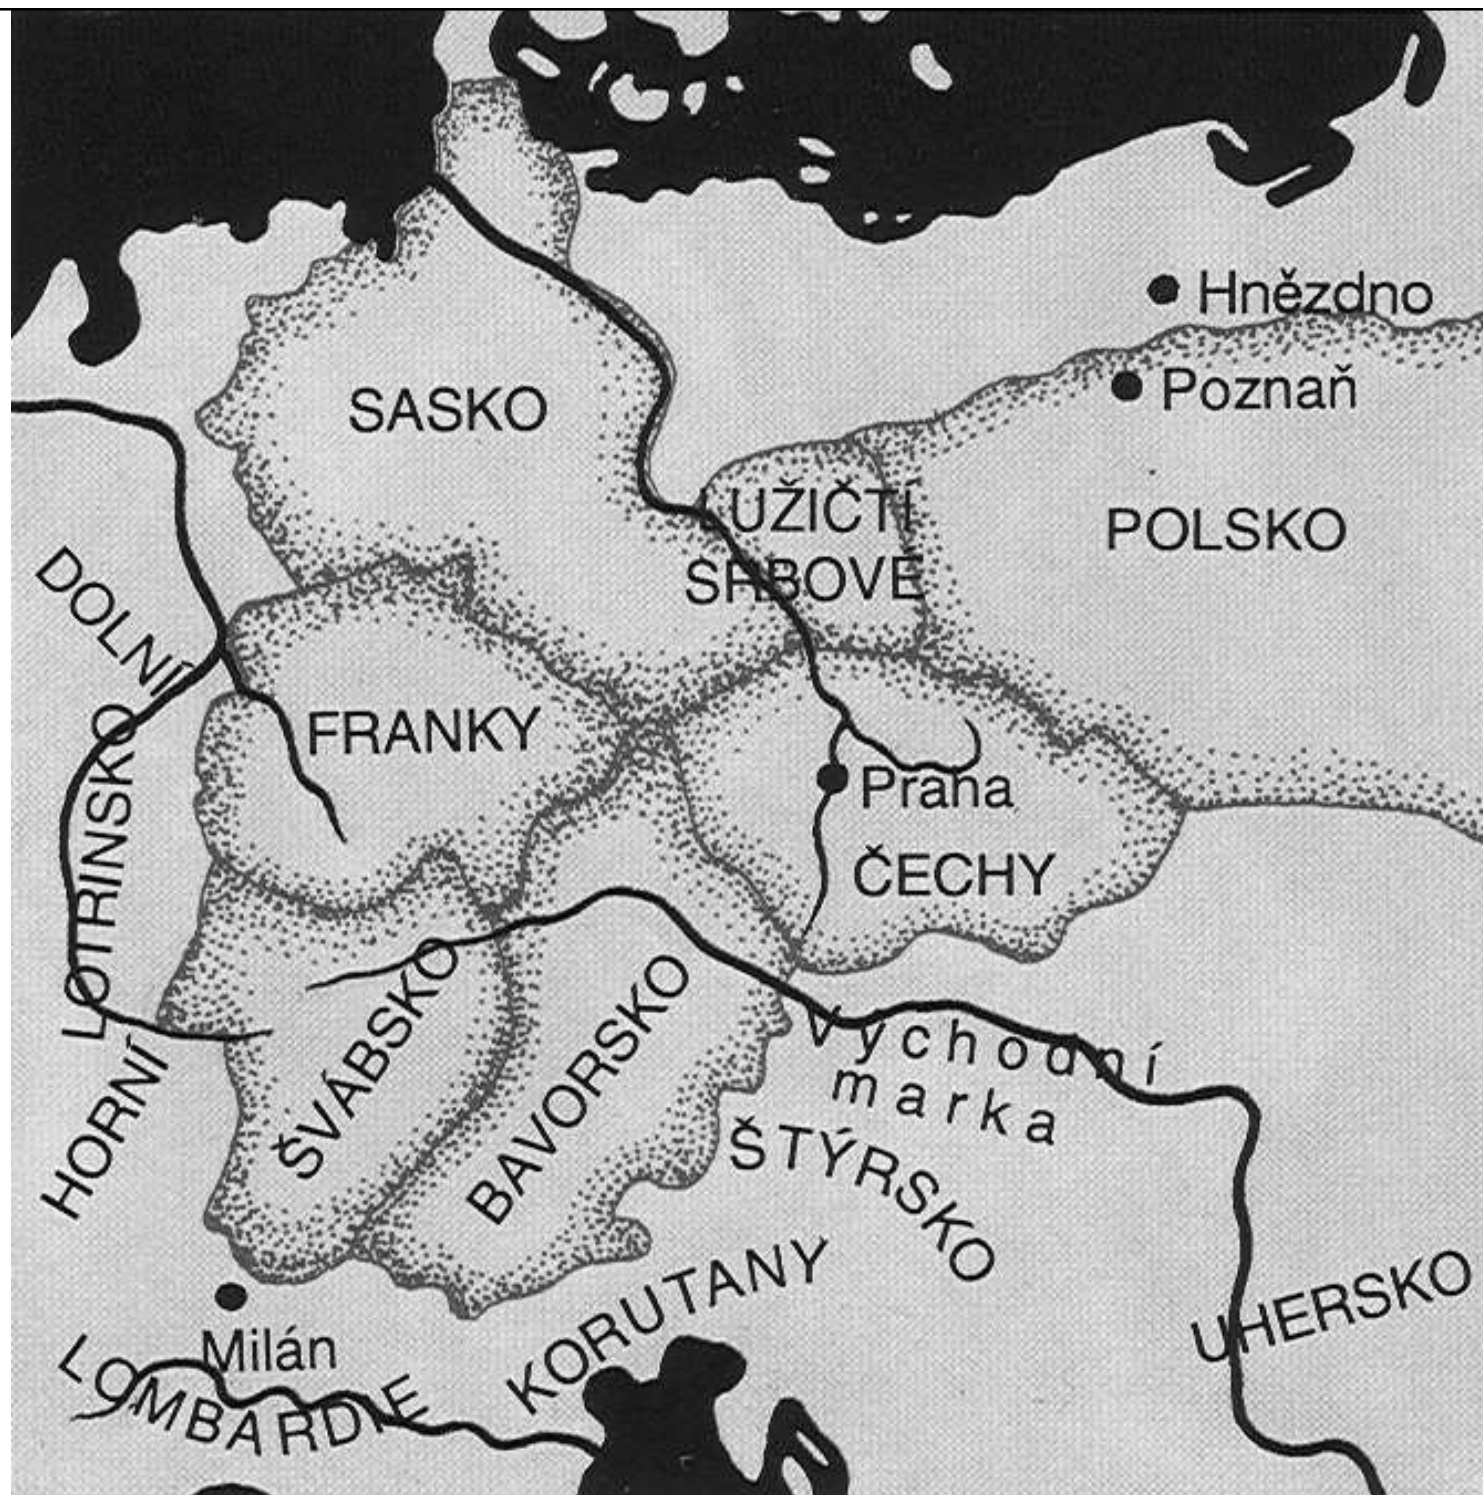 Hnězdno
Poznaň
SASKO
LUŽIČTÍ
SRBOVÉ
POLSKO
DOLNÍ
LOTRINSKO
HORNÍ
FRANKY
Praha
ČECHY
ŠVÁBSKO
BAVORSKO
Východní
marka
ŠTÝRSKO
KORUTANY
UHERSKO
Milán
LOMBARDIE